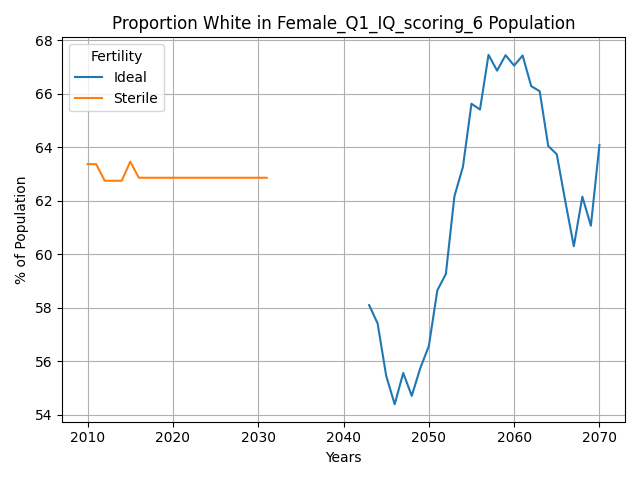 Proportion White in Female_Q1_IQ_scoring_6 Population
68
66
64
62
60
58
56
54
% of Population
Fertility
Ideal
Sterile
2010 2020 2030 2040 2050 2060 2070
Years